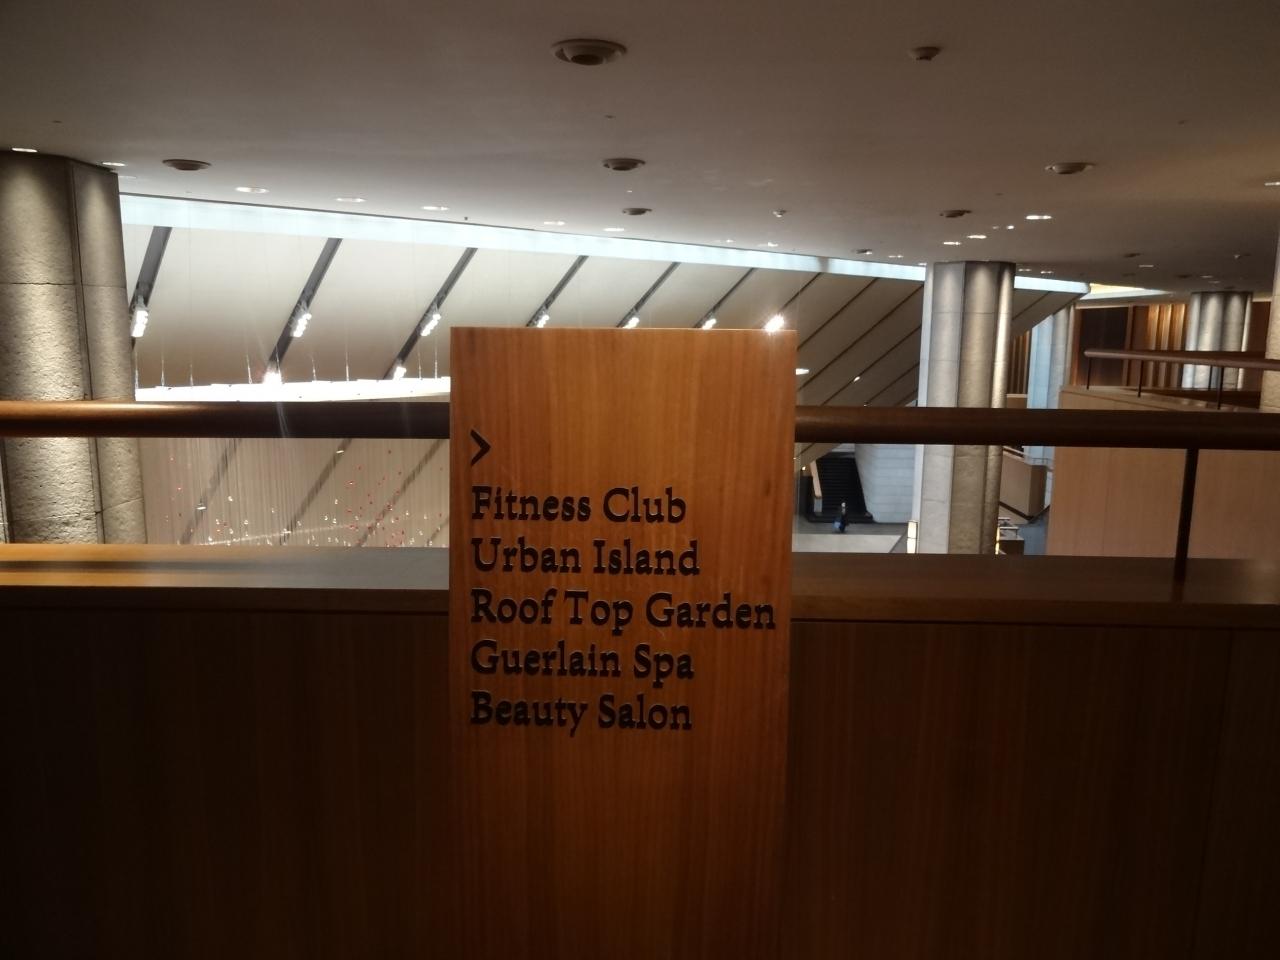 >
Fitness Club
Urban Island
Roof Top Garden
Guerlain Spa
Beauty Salon